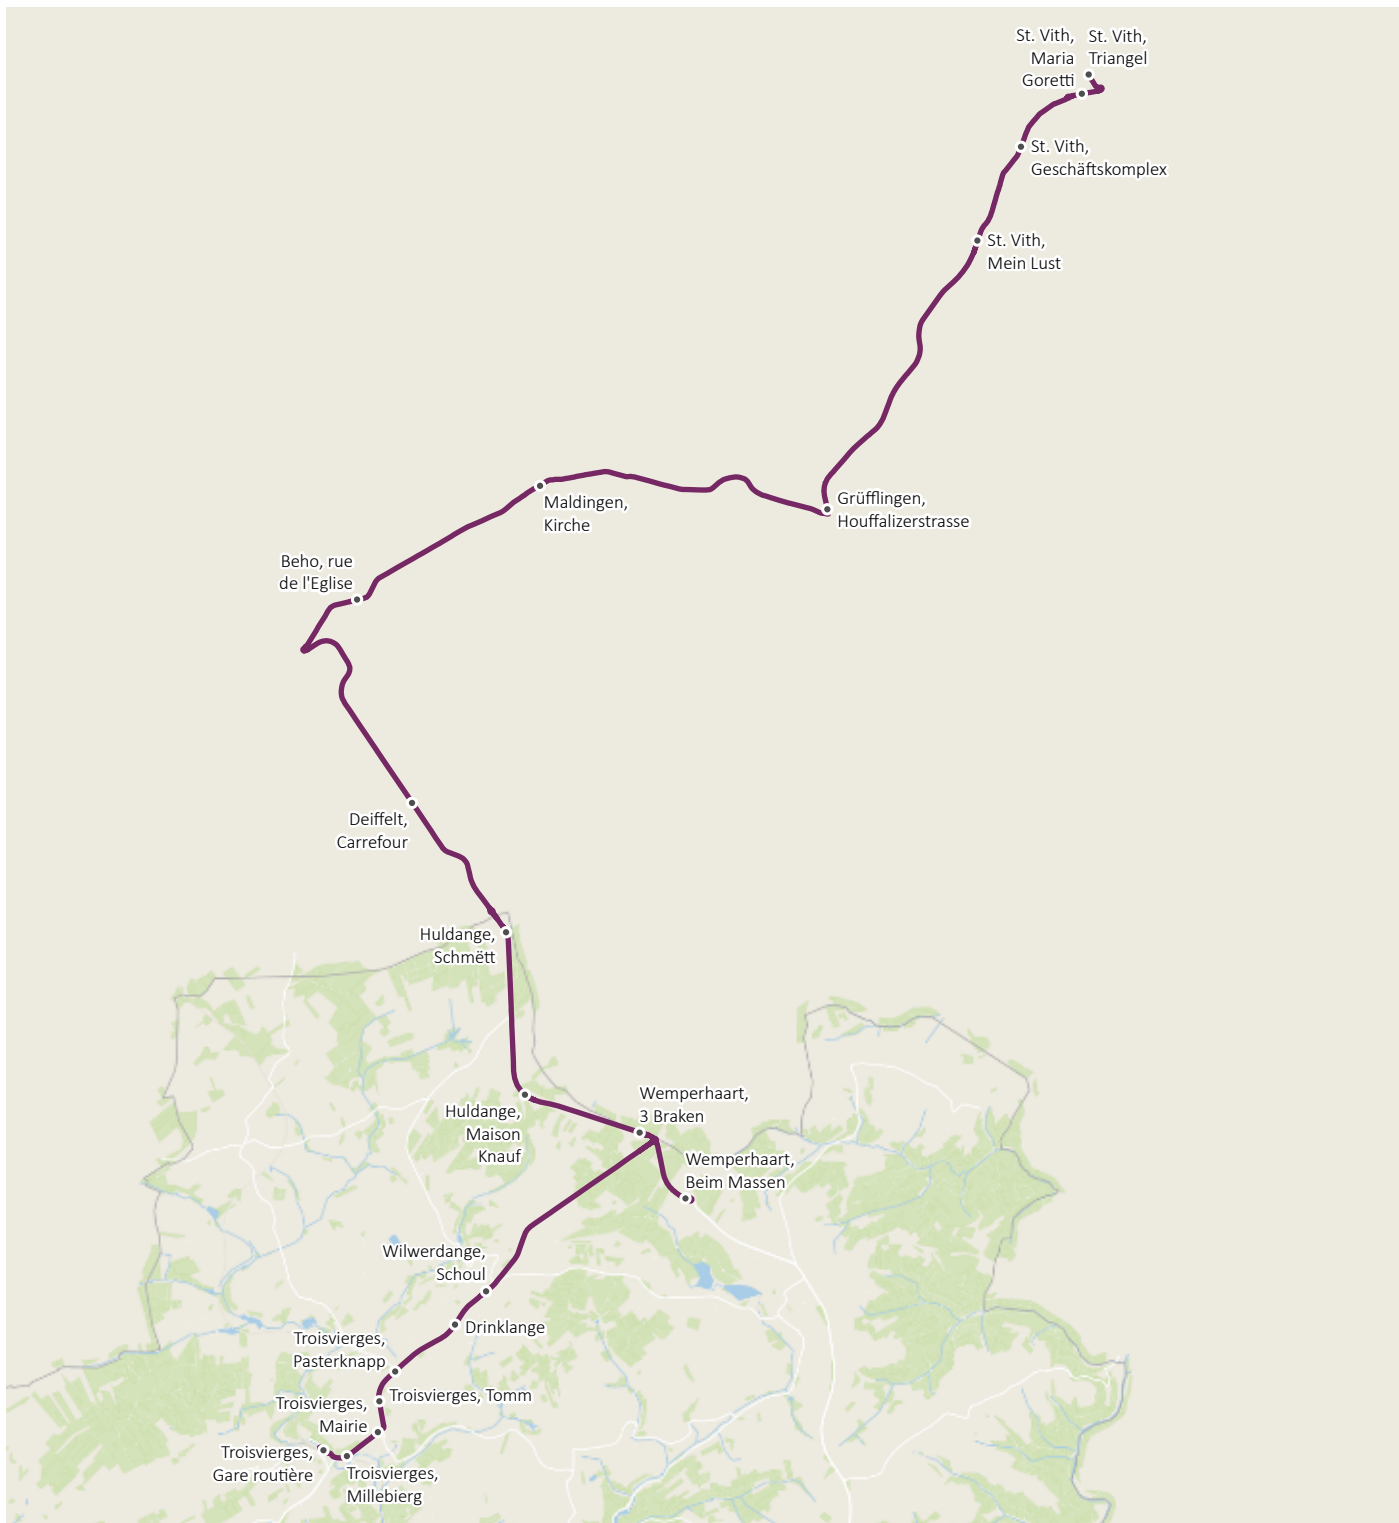 St. Vith,
Maria
Goretti
St. Vith,
Triangel
St. Vith,
Geschäftskomplex
St. Vith,
Mein Lust
Grüfflingen,
Houffalizerstrasse
Maldingen,
Kirche
Beho, rue
de l'Eglise
Deiffelt,
Carrefour
Huldange,
Schmëtt
Huldange,
Maison
Knauf
Wemperhaart,
3 Braken
Wemperhaart,
Beim Massen
Wilwerdange,
Schoul
Drinklange
Troisvierges,
Pasterknapp
Troisvierges, Tomm
Troisvierges,
Mairie
Troisvierges,
Gare routière
Troisvierges,
Millebierg